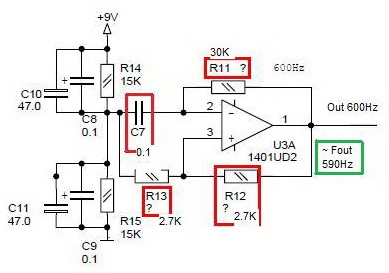 +9V
30K
R14
15K
R11 ?
600Hz
C10
47.0
C8
0.1
2
C7
0.1
1
Out 600Hz
3
U3A
1401UD2
~ Fout
590Hz
R13
?
2.7K
R12
?
2.7K
C11
47.0
R15
15K
C9
0.1